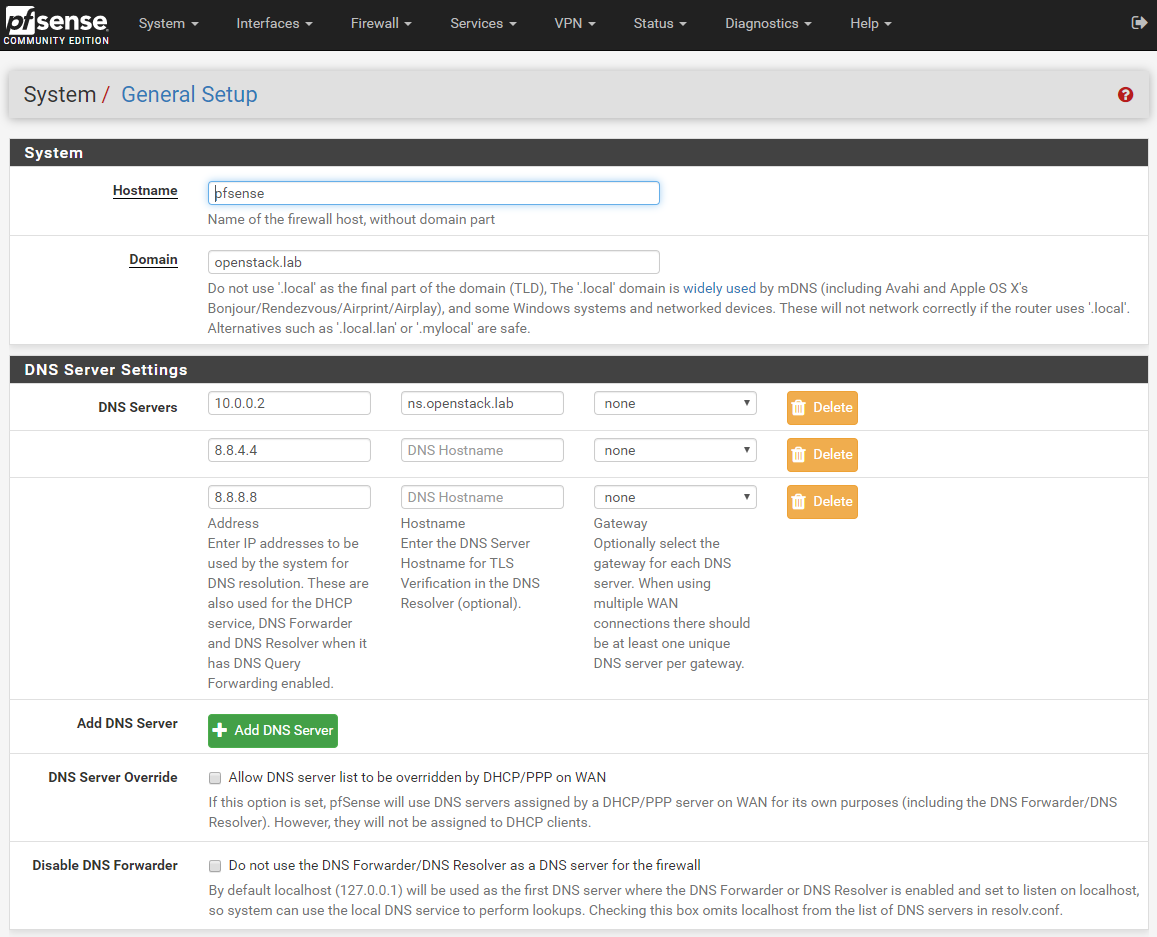 pfsense
COMMUNITY EDITION
System Interfaces Firewall Services VPN Status Diagnostics Help
System / General Setup
System
Hostname
pfsense
Name of the firewall host, without domain part
Domain
openstack.lab
Do not use '.local' as the final part of the domain (TLD), The '.local' domain is widely used by mDNS (including Avahi and Apple OS X's
Bonjour/Rendezvous/Airprint/Airplay), and some Windows systems and networked devices. These will not network correctly if the router uses '.local'.
Alternatives such as '.local.lan' or '.mylocal' are safe.
DNS Server Settings
DNS Servers
10.0.0.2 ns.openstack.lab none Delete
8.8.4.4 DNS Hostname none Delete
8.8.8.8 DNS Hostname none Delete
Address
Enter IP addresses to be
used by the system for
DNS resolution. These are
also used for the DHCP
service, DNS Forwarder
and DNS Resolver when it
has DNS Query
Forwarding enabled.
Hostname
Enter the DNS Server
Hostname for TLS
Verification in the DNS
Resolver (optional).
Gateway
Optionally select the
gateway for each DNS
server. When using
multiple WAN
connections there should
be at least one unique
DNS server per gateway.
Add DNS Server
Add DNS Server
DNS Server Override
Allow DNS server list to be overridden by DHCP/PPP on WAN
If this option is set, pfSense will use DNS servers assigned by a DHCP/PPP server on WAN for its own purposes (including the DNS Forwarder/DNS
Resolver). However, they will not be assigned to DHCP clients.
Disable DNS Forwarder
Do not use the DNS Forwarder/DNS Resolver as a DNS server for the firewall
By default localhost (127.0.0.1) will be used as the first DNS server where the DNS Forwarder or DNS Resolver is enabled and set to listen on localhost,
so system can use the local DNS service to perform lookups. Checking this box omits localhost from the list of DNS servers in resolv.conf.